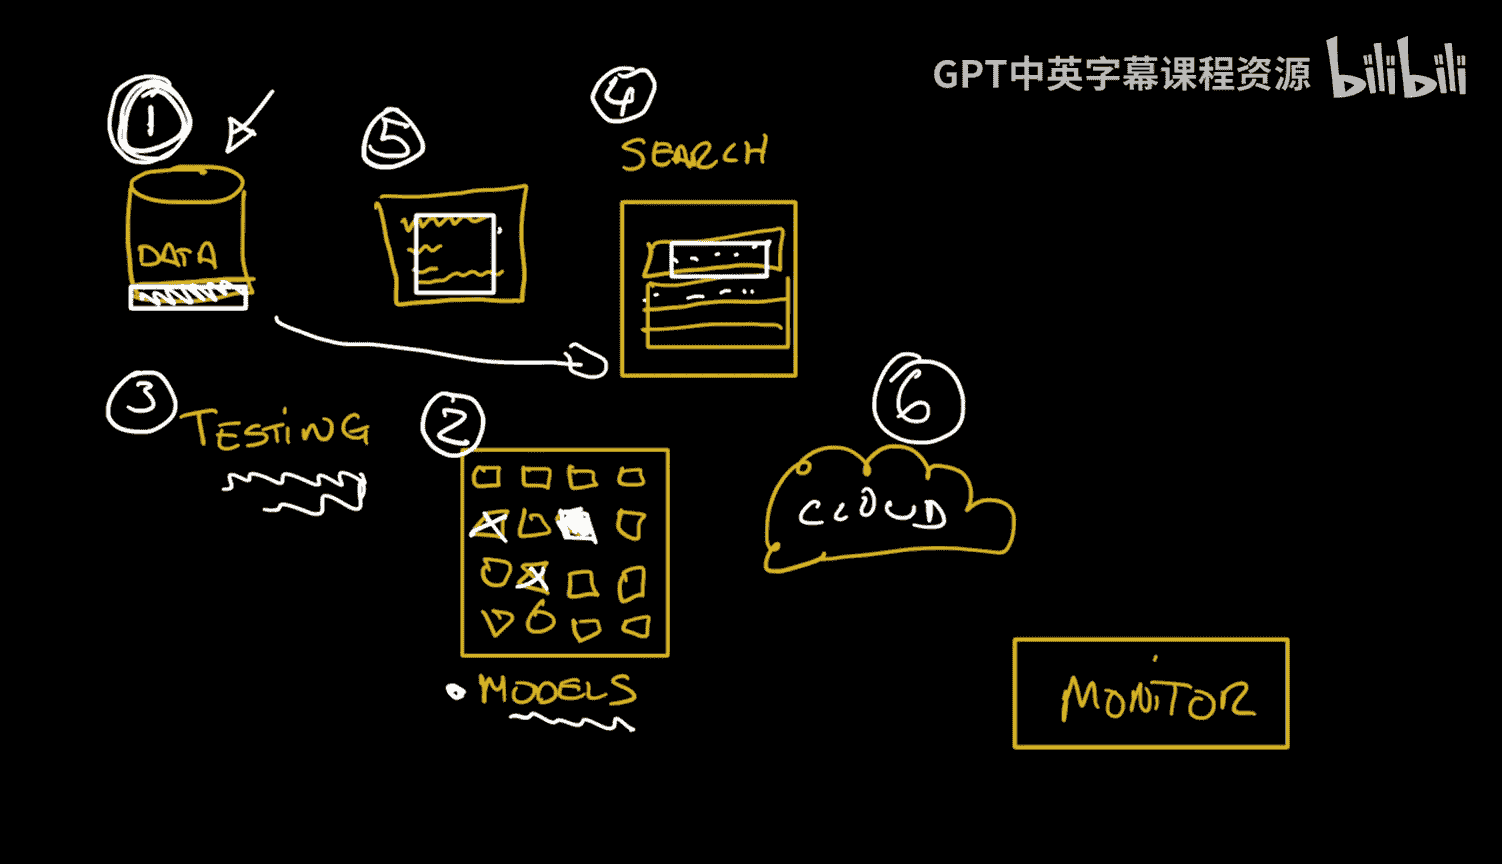 GPT中英字幕课程资源 bilibili
1
5
4
SEARCH
DATA
3
TESTING
2
6
CLOUD
MODELS
MONITOR